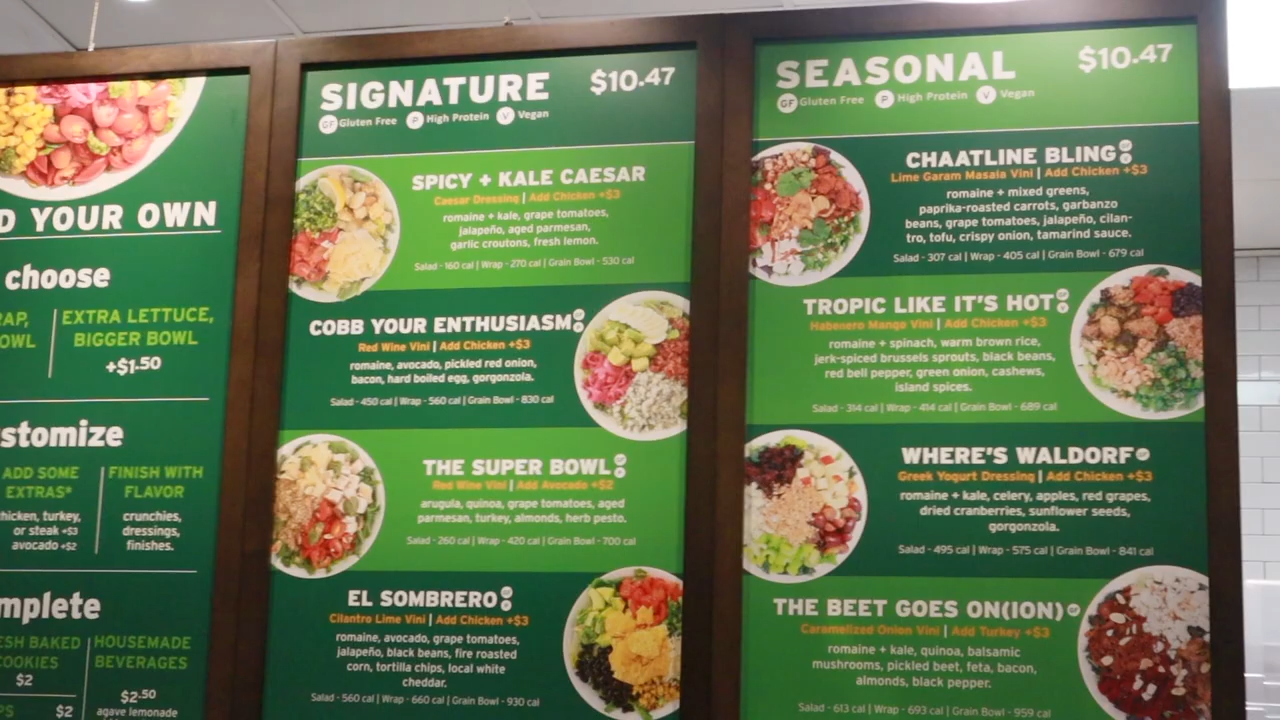 D YOUR OWN
choose
RAP,
OWL
EXTRA LETTUCE,
BIGGER BOWL
+$1.50
stomize
ADD SOME
EXTRAS*
hicken, turkey,
or steak +$3
avocado +$2
FINISH WITH
FLAVOR
crunchies,
dressings,
finishes.
mplete
ESH BAKED
COOKIES
$2
PS $2
HOUSEMADE
BEVERAGES
$2.50
agave lemonade
SIGNATURE $10.47
GF Gluten Free P High Protein V Vegan
SPICY + KALE CAESAR
Caesar Dressing | Add Chicken +$3
romaine + kale, grape tomatoes,
jalapeño, aged parmesan,
garlic croutons, fresh lemon.
Salad - 160 cal | Wrap - 270 cal | Grain Bowl - 530 cal
COBB YOUR ENTHUSIASM
Red Wine Vini | Add Chicken +$3
romaine, avocado, pickled red onion,
bacon, hard boiled egg, gorgonzola.
Salad - 450 cal | Wrap - 560 cal | Grain Bowl - 830 cal
THE SUPER BOWL
Red Wine Vini | Add Avocado +$2
arugula, quinoa, grape tomatoes, aged
parmesan, turkey, almonds, herb pesto.
Salad - 260 cal | Wrap - 420 cal | Grain Bowl - 700 cal
EL SOMBRERO
Cilantro Lime Vini | Add Chicken +$3
romaine, avocado, grape tomatoes,
jalapeño, black beans, fire roasted
corn, tortilla chips, local white
cheddar.
Salad - 560 cal | Wrap - 660 cal | Grain Bowl - 930 cal
SEASONAL $10.47
GF Gluten Free P High Protein V Vegan
CHAATLINE BLING
Lime Garam Masala Vini | Add Chicken +$3
romaine + mixed greens,
paprika-roasted carrots, garbanzo
beans, grape tomatoes, jalapeño, cilan-
tro, tofu, crispy onion, tamarind sauce.
Salad - 307 cal | Wrap - 405 cal | Grain Bowl - 679 cal
TROPIC LIKE IT'S HOT
Habenero Mango Vini | Add Chicken +$3
romaine + spinach, warm brown rice,
jerk-spiced brussels sprouts, black beans,
red bell pepper, green onion, cashews,
island spices.
Salad - 314 cal | Wrap - 414 cal | Grain Bowl - 689 cal
WHERE'S WALDORF
Greek Yogurt Dressing | Add Chicken +$3
romaine + kale, celery, apples, red grapes,
dried cranberries, sunflower seeds,
gorgonzola.
Salad - 495 cal | Wrap - 575 cal | Grain Bowl - 841 cal
THE BEET GOES ON(ION)
Caramelized Onion Vini | Add Turkey +$3
romaine + kale, quinoa, balsamic
mushrooms, pickled beet, feta, bacon,
almonds, black pepper.
Salad - 613 cal | Wrap - 693 cal | Grain Bowl - 959 cal